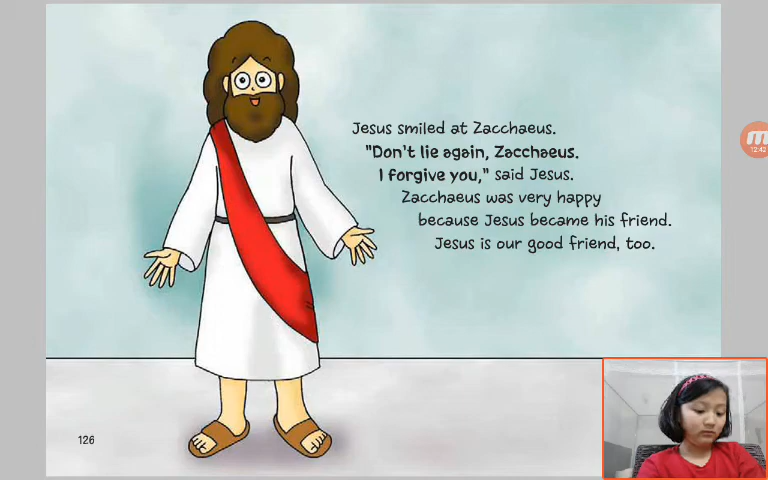 Jesus smiled at Zacchaeus.
"Don't lie again, Zacchaeus.
I forgive you," said Jesus.
Zacchaeus was very happy
because Jesus became his friend.
Jesus is our good friend, too.
126
12:42